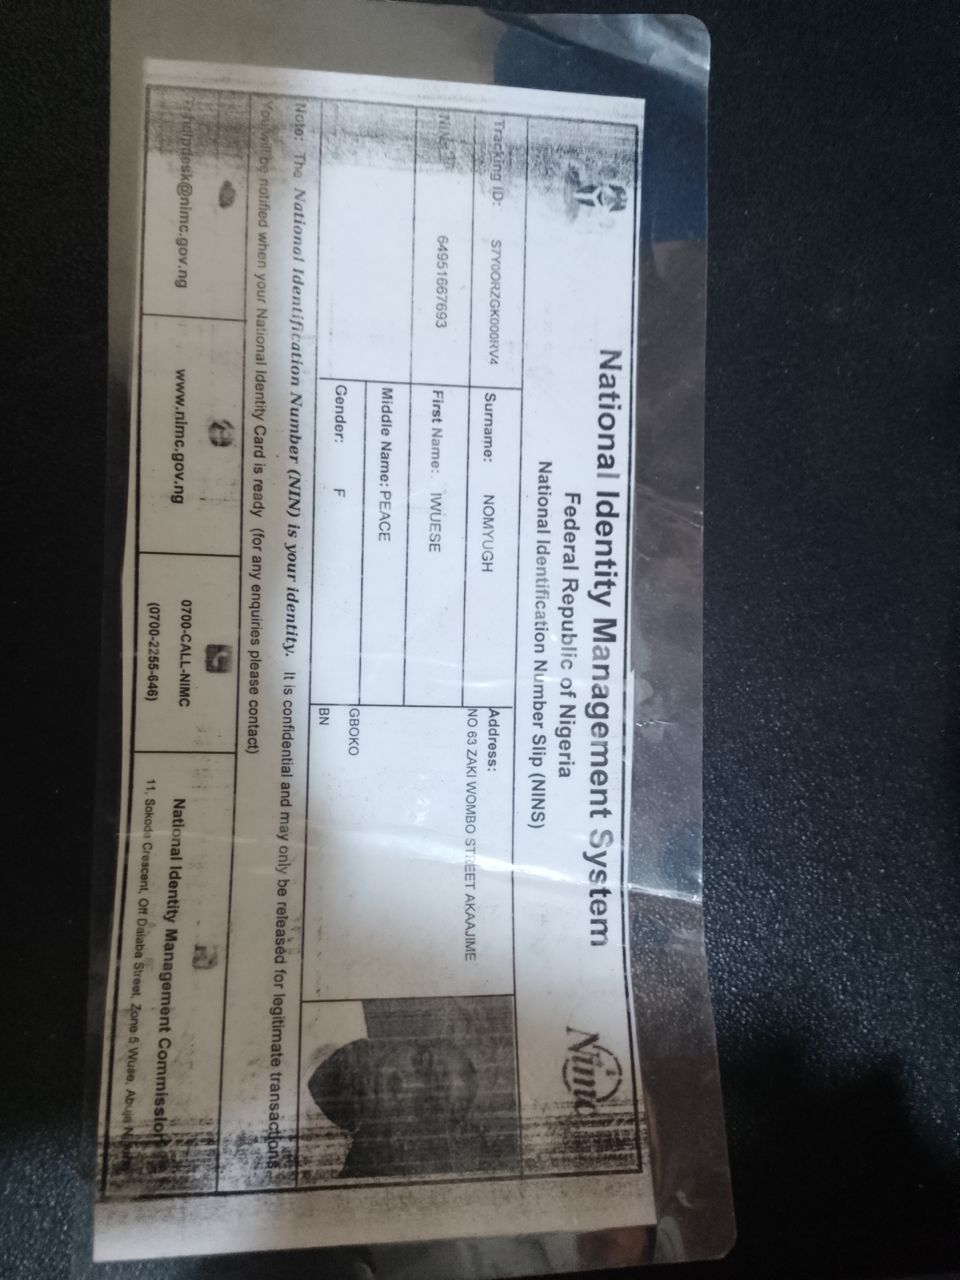 National Identity Management System
Federal Republic of Nigeria
National Identification Number Slip (NINS)
Nimc
Tracking ID: S7Y0ORZGK000RV4
Surname: NOMYUGH
Address:
NO 63 ZAKI WOMBO STREET AKAAJIME
NIN: 64951667693
First Name: IWUESE
Middle Name: PEACE
GBOKO
Gender: F
BN
Note: The National Identification Number (NIN) is your identity. It is confidential and may only be released for legitimate transactions.
You will be notified when your National Identity Card is ready (for any enquiries please contact)
helpdesk@nimc.gov.ng
www.nimc.gov.ng
0700-CALL-NIMC
(0700-2255-646)
National Identity Management Commission
11, Sokode Crescent, Off Dalaba Street, Zone 5 Wuse, Abuja